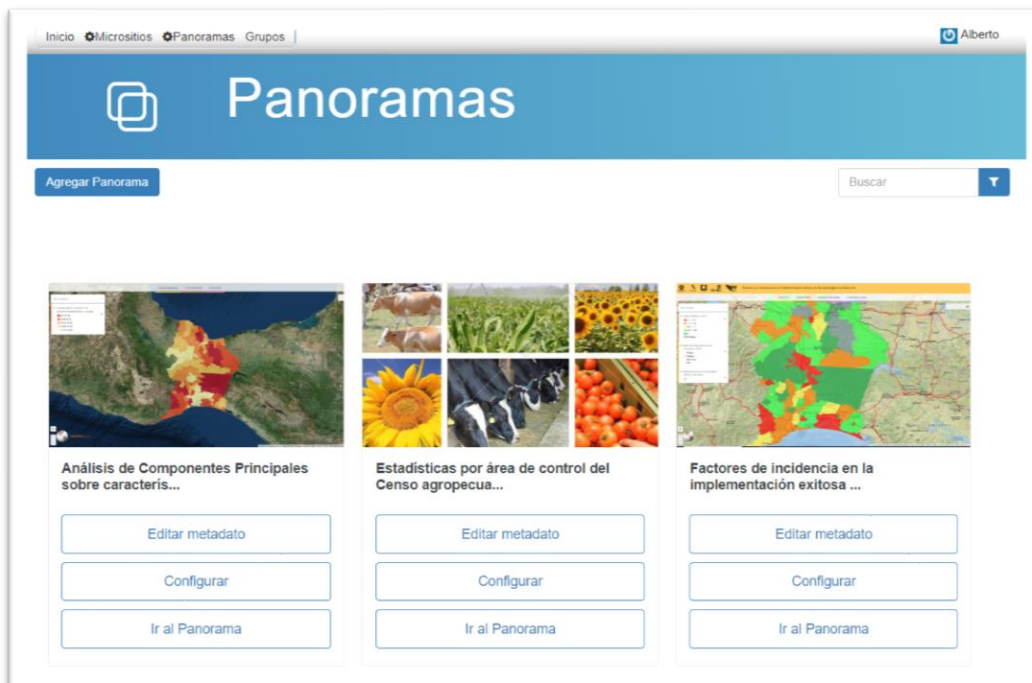 Inicio Micrositios Panoramas Grupos
Alberto
Panoramas
Agregar Panorama
Buscar
Análisis de Componentes Principales
sobre caracterís...
Editar metadato
Configurar
Ir al Panorama
Estadísticas por área de control del
Censo agropecua...
Editar metadato
Configurar
Ir al Panorama
Factores de incidencia en la
implementación exitosa ...
Editar metadato
Configurar
Ir al Panorama